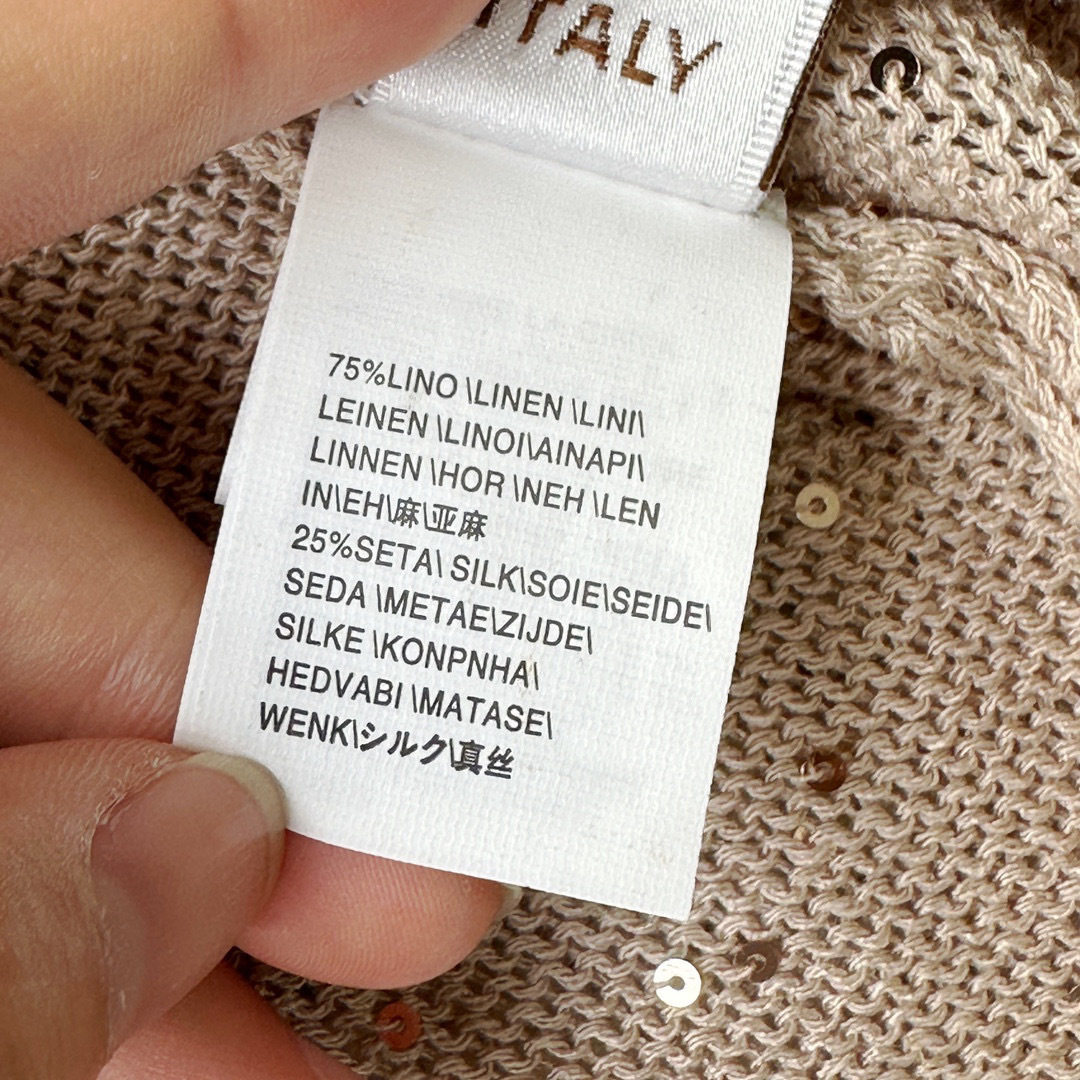 ITALY
75%LINO \LINEN \LINI\
LEINEN \LINOI\AINAPI\
LINNEN \HOR \NEH \LEN
IN\EH\麻\亚麻
25%SETA\ SILK\SOIE\SEIDE\
SEDA \METAE\ZIJDE\
SILKE \KONPNHA\
HEDVABI \MATASE\
WENK\シルク\真丝